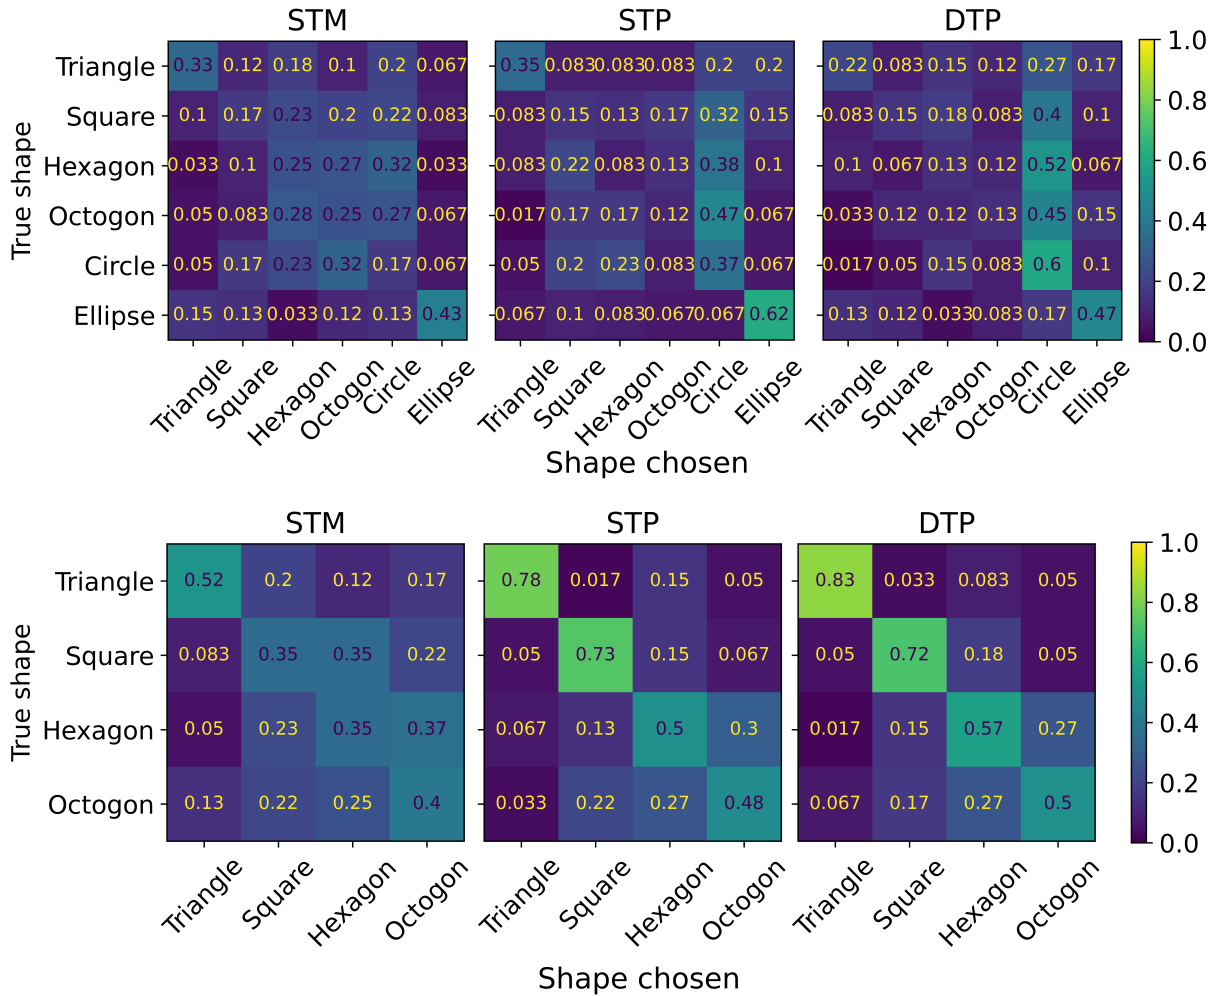 STM STP DTP
Triangle 0.33 0.12 0.18 0.1 0.2 0.067 0.35 0.083 0.083 0.083 0.2 0.2 0.22 0.083 0.15 0.12 0.27 0.17 1.0
Square 0.1 0.17 0.23 0.2 0.22 0.083 0.083 0.15 0.13 0.17 0.32 0.15 0.083 0.15 0.18 0.083 0.4 0.1 0.8
Hexagon 0.033 0.1 0.25 0.27 0.32 0.033 0.083 0.22 0.083 0.13 0.38 0.1 0.1 0.067 0.13 0.12 0.52 0.067 0.6
Octogon 0.05 0.083 0.28 0.25 0.27 0.067 0.017 0.17 0.17 0.12 0.47 0.067 0.033 0.12 0.12 0.13 0.45 0.15 0.4
Circle 0.05 0.17 0.23 0.32 0.17 0.067 0.05 0.2 0.23 0.083 0.37 0.067 0.017 0.05 0.15 0.083 0.6 0.1 0.2
Ellipse 0.15 0.13 0.033 0.12 0.13 0.43 0.067 0.1 0.083 0.067 0.067 0.62 0.13 0.12 0.033 0.083 0.17 0.47 0.0
True shape
Triangle Square Hexagon Octogon Circle Ellipse Triangle Square Hexagon Octogon Circle Ellipse Triangle Square Hexagon Octogon Circle Ellipse
Shape chosen
STM STP DTP
Triangle 0.52 0.2 0.12 0.17 0.78 0.017 0.15 0.05 0.83 0.033 0.083 0.05 1.0
0.8
Square 0.083 0.35 0.35 0.22 0.05 0.73 0.15 0.067 0.05 0.72 0.18 0.05 0.6
Hexagon 0.05 0.23 0.35 0.37 0.067 0.13 0.5 0.3 0.017 0.15 0.57 0.27 0.4
Octogon 0.13 0.22 0.25 0.4 0.033 0.22 0.27 0.48 0.067 0.17 0.27 0.5 0.2
0.0
True shape
Triangle Square Hexagon Octogon Triangle Square Hexagon Octogon Triangle Square Hexagon Octogon
Shape chosen